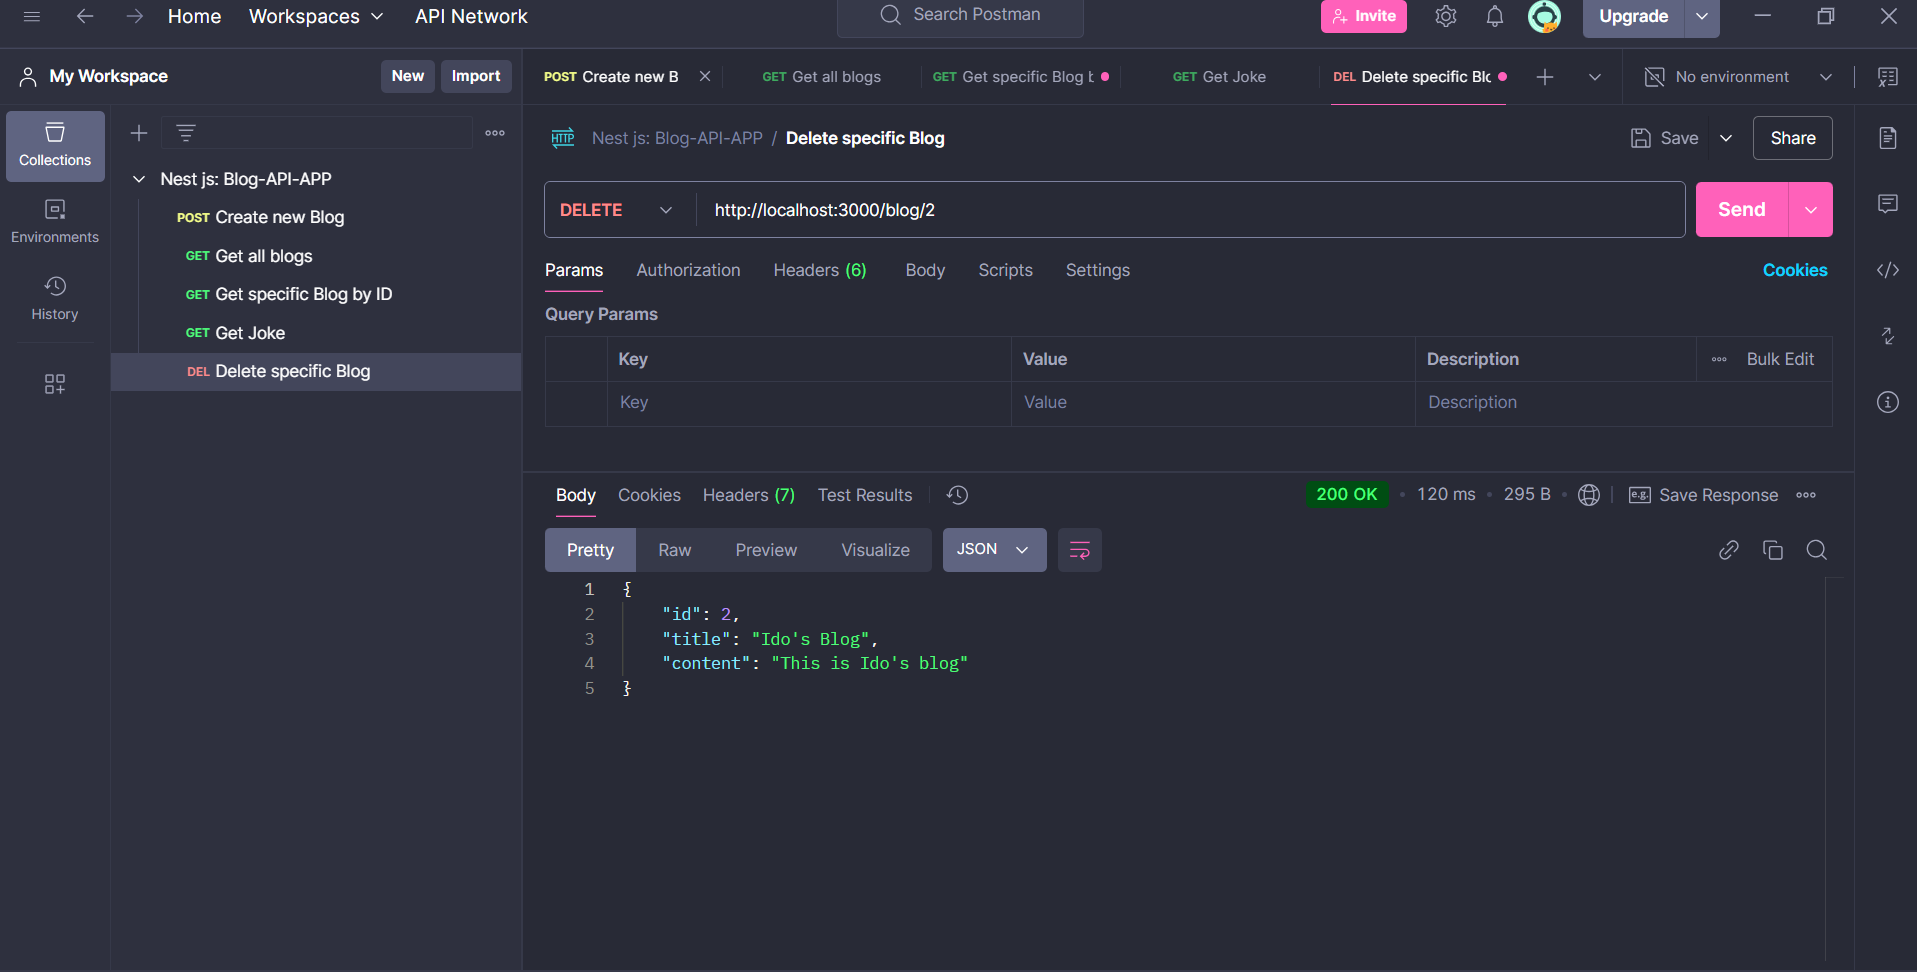 Home Workspaces API Network Search Postman Invite Upgrade
My Workspace New Import POST Create new B GET Get all blogs GET Get specific Blog b GET Get Joke DEL Delete specific Blo No environment
Collections
Environments
History
Nest js: Blog-API-APP
POST Create new Blog
GET Get all blogs
GET Get specific Blog by ID
GET Get Joke
DEL Delete specific Blog
HTTP Nest js: Blog-API-APP / Delete specific Blog Save Share
DELETE http://localhost:3000/blog/2 Send
Params Authorization Headers (6) Body Scripts Settings Cookies
Query Params
Key Value Description Bulk Edit
Key Value Description
Body Cookies Headers (7) Test Results 200 OK • 120 ms • 295 B • e.g. Save Response
Pretty Raw Preview Visualize JSON
1 {
2 "id": 2,
3 "title": "Ido's Blog",
4 "content": "This is Ido's blog"
5 }